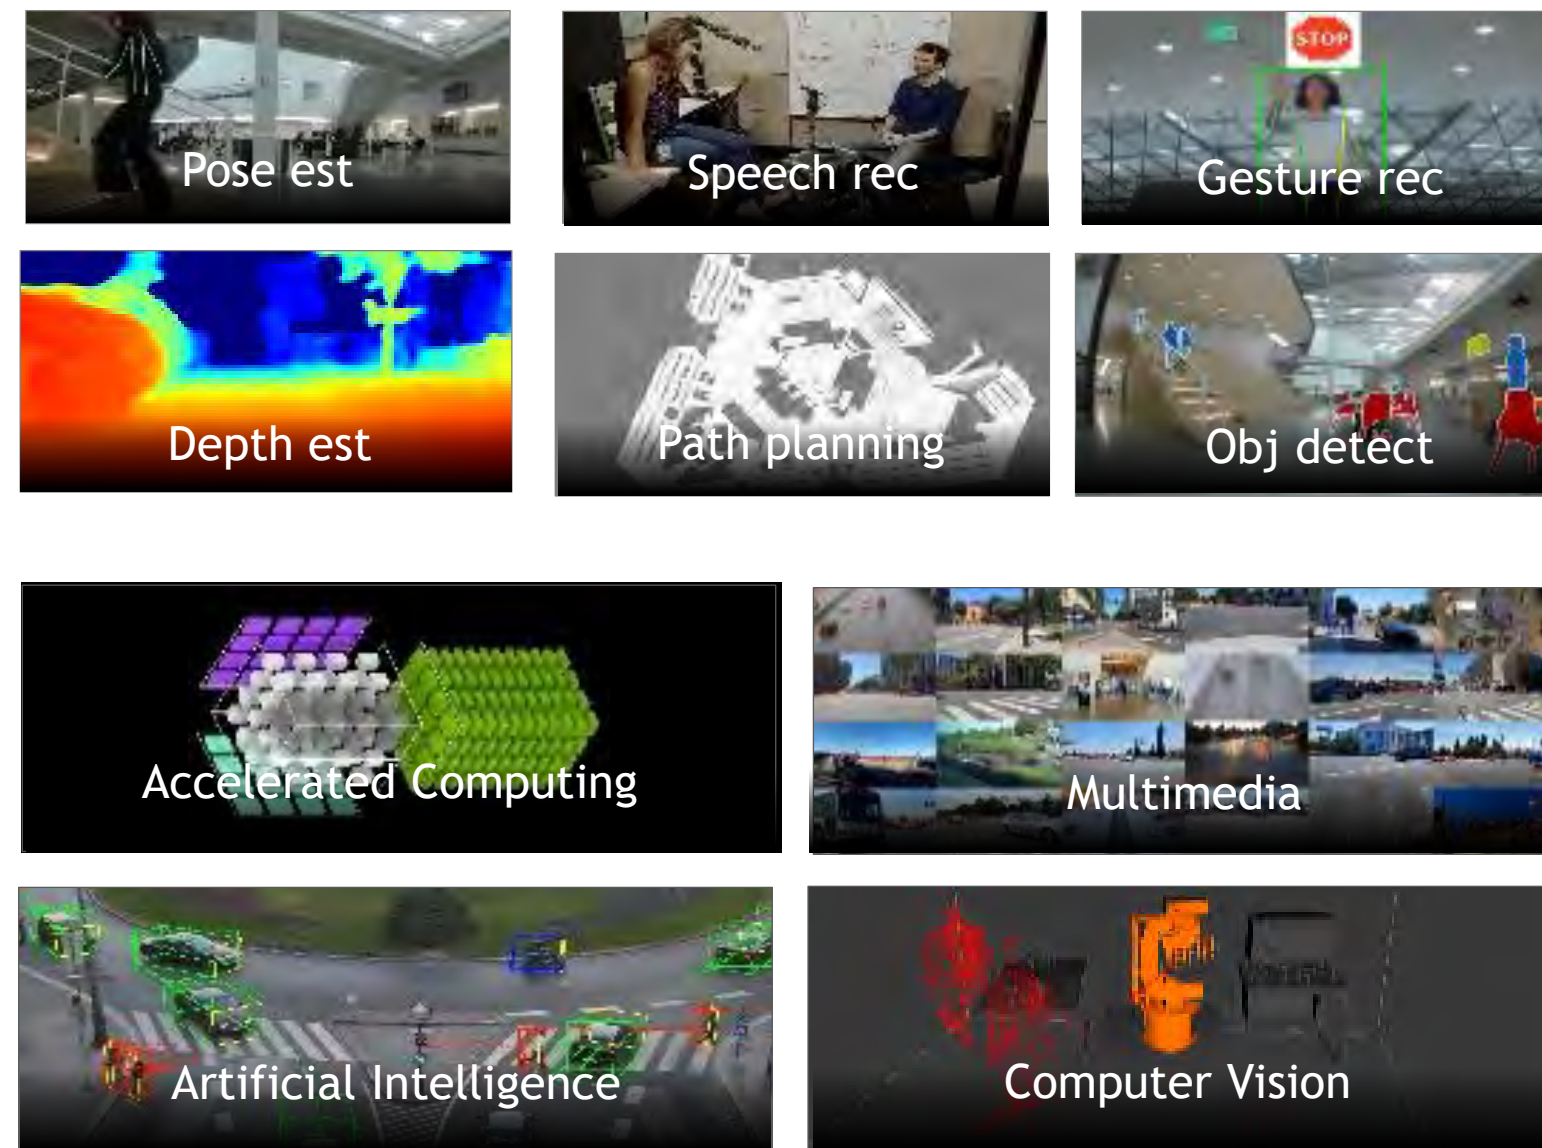 STOP
Pose est
Speech rec
Gesture rec
Depth est
Path planning
Obj detect
Accelerated Computing
Multimedia
Artificial Intelligence
Computer Vision